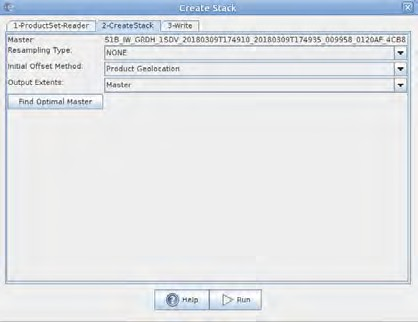 Create Stack
1-ProductSet-Reader 2-CreateStack 3-Write
Master: S1B_IW_GRDH_1SDV_20180309T174910_20180309T174935_009958_0120AF_4CB8
Resampling Type: NONE
Initial Offset Method: Product Geolocation
Output Extents: Master
Find Optimal Master
Help Run